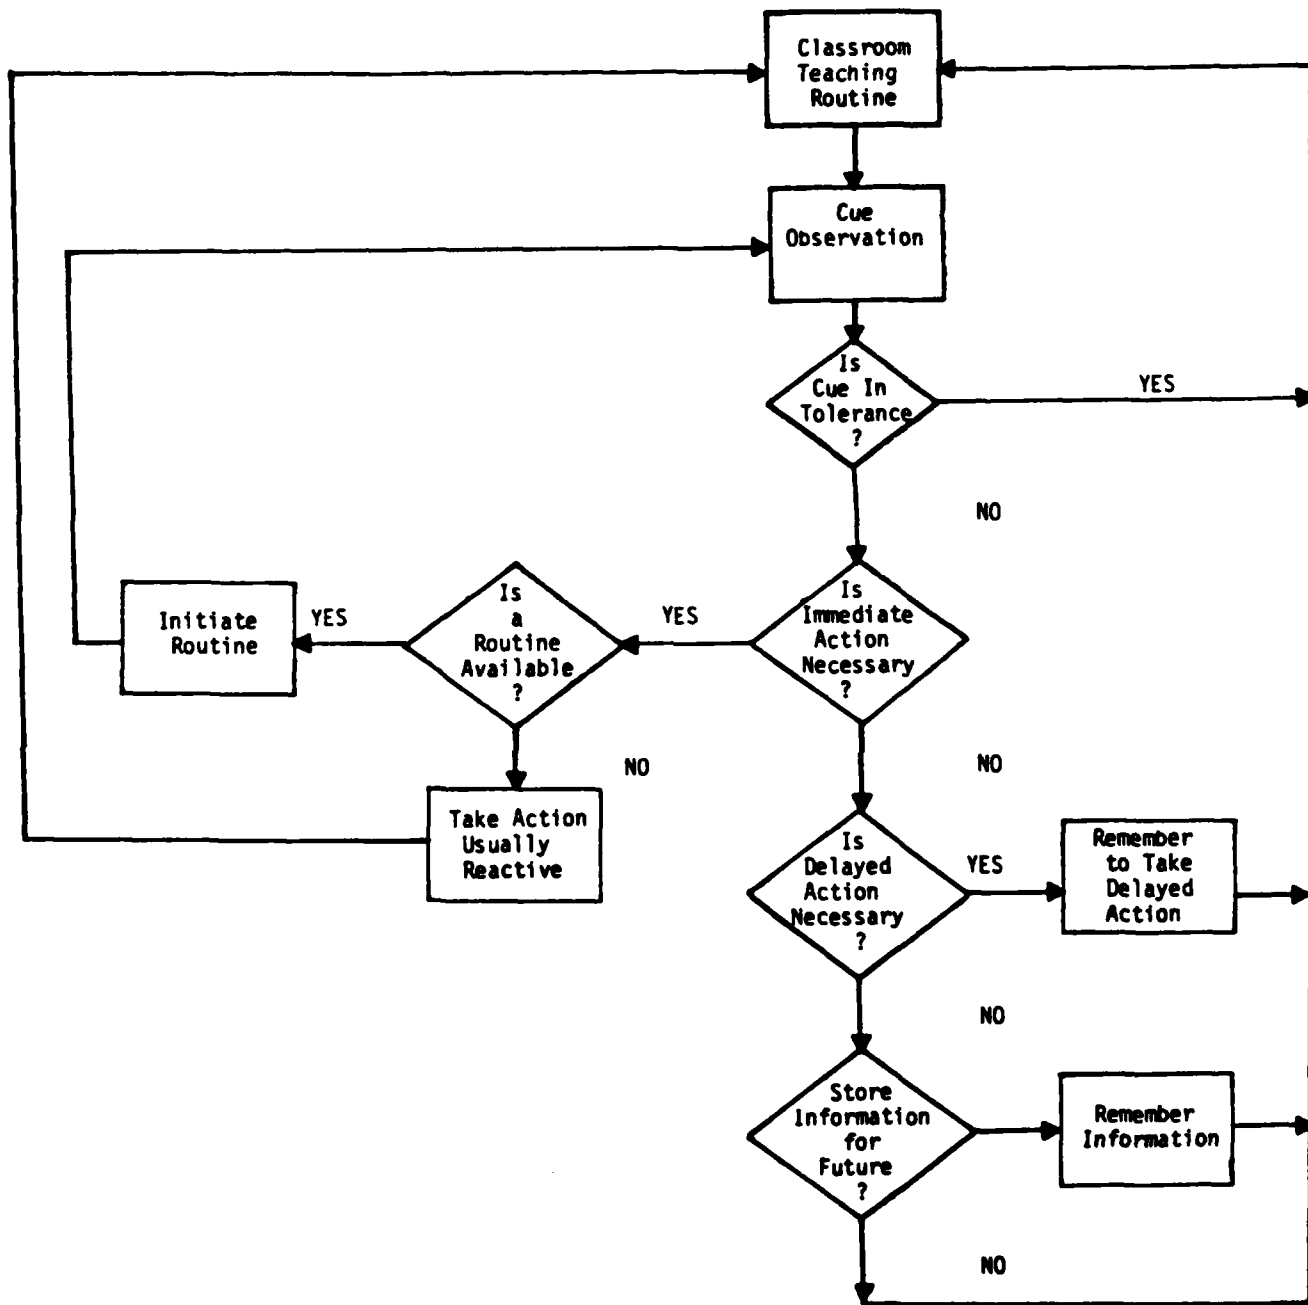 Classroom
Teaching
Routine
Cue
Observation
Is
Cue In
Tolerance
?
YES
NO
Is
Immediate
Action
Necessary
?
YES
Is
a
Routine
Available
?
YES
Initiate
Routine
NO
Take Action
Usually
Reactive
NO
Is
Delayed
Action
Necessary
?
YES
Remember
to Take
Delayed
Action
NO
Store
Information
for
Future
?
Remember
Information
NO